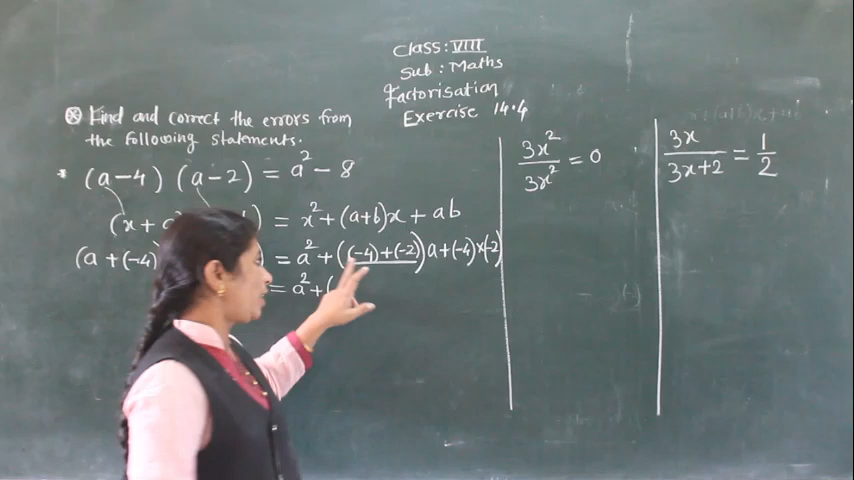 Class: VIII
Sub: Maths
Factorisation
Exercise 14.4
⊛ Find and correct the errors from
the following statements.
• (a-4) (a-2) = a² - 8
(x+ ) = x² + (a+b)x + ab
(a+(-4) = a² + ((-4)+(-2))a + (-4)×(-2)
= a² + (
3x²/3x² = 0
3x/3x+2 = 1/2